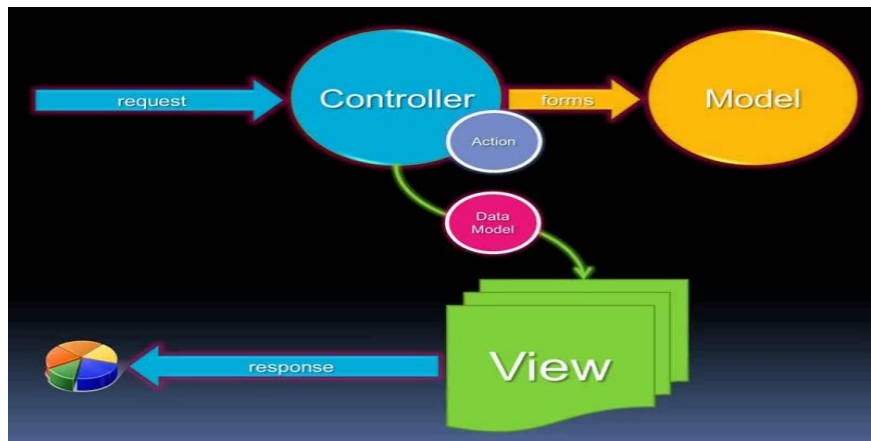 request
Controller
forms
Model
Action
Data
Model
View
response